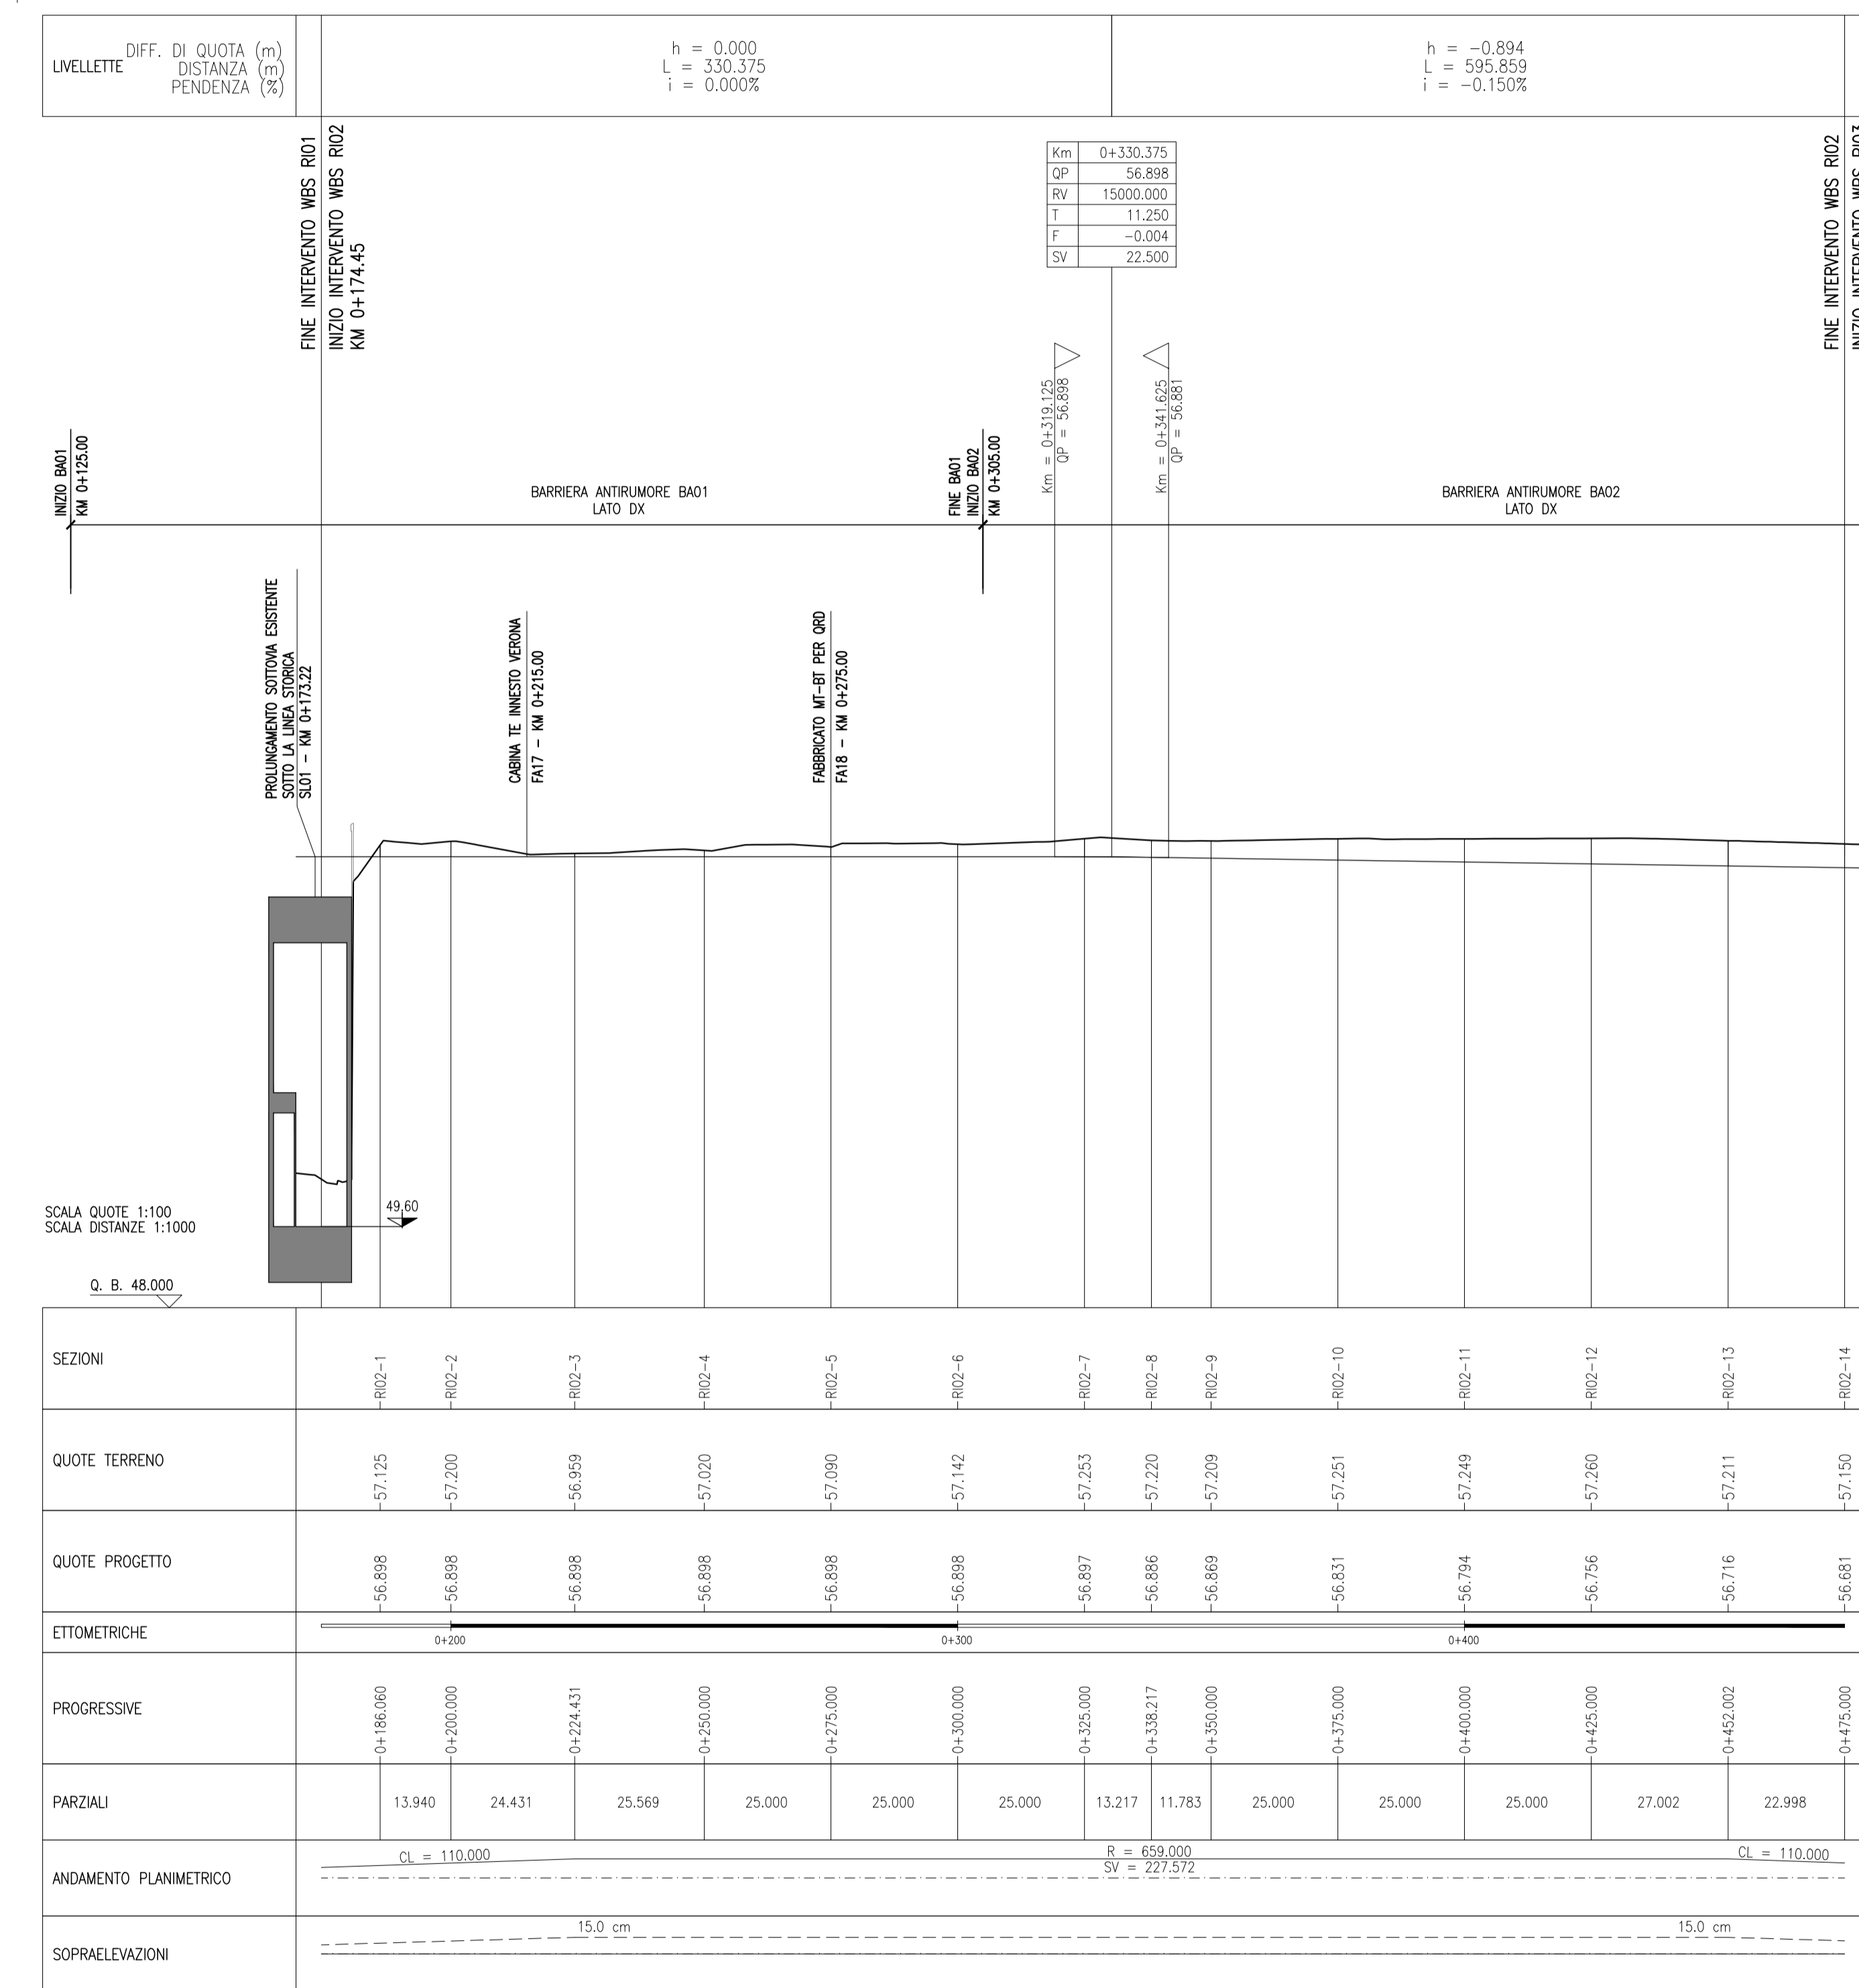 LIVELLETTE
DIFF. DI QUOTA (m)
DISTANZA (m)
PENDENZA (%)
h = 0.000
L = 330.375
i = 0.000%
h = -0.894
L = 595.859
i = -0.150%
FINE INTERVENTO WBS RI01
INIZIO INTERVENTO WBS RI02
KM 0+174.45
Km 0+330.375
QP 56.898
RV 15000.000
T 11.250
F -0.004
SV 22.500
FINE INTERVENTO WBS RI02
INIZIO INTERVENTO WBS RI03
Km = 0+319.125
QP = 56.898
Km = 0+341.625
QP = 56.881
INIZIO BA01
KM 0+125.00
BARRIERA ANTIRUMORE BA01
LATO DX
FINE BA01
INIZIO BA02
KM 0+305.00
BARRIERA ANTIRUMORE BA02
LATO DX
PROLUNGAMENTO SOTTOVIA ESISTENTE
SOTTO LA LINEA STORICA
SL01 - KM 0+173.22
CABINA TE INNESTO VERONA
FA17 - KM 0+215.00
FABBRICATO MT-BT PER QRD
FA18 - KM 0+275.00
49.60
SCALA QUOTE 1:100
SCALA DISTANZE 1:1000
Q. B. 48.000
SEZIONI
RI02-1 RI02-2 RI02-3 RI02-4 RI02-5 RI02-6 RI02-7 RI02-8 RI02-9 RI02-10 RI02-11 RI02-12 RI02-13 RI02-14
QUOTE TERRENO
57.125 57.200 56.959 57.020 57.090 57.142 57.253 57.220 57.209 57.251 57.249 57.260 57.211 57.150
QUOTE PROGETTO
56.898 56.898 56.898 56.898 56.898 56.898 56.897 56.886 56.869 56.831 56.794 56.756 56.716 56.681
ETTOMETRICHE
0+200 0+300 0+400
PROGRESSIVE
0+186.060 0+200.000 0+224.431 0+250.000 0+275.000 0+300.000 0+325.000 0+338.217 0+350.000 0+375.000 0+400.000 0+425.000 0+452.002 0+475.000
PARZIALI
13.940 24.431 25.569 25.000 25.000 25.000 13.217 11.783 25.000 25.000 25.000 27.002 22.998
ANDAMENTO PLANIMETRICO
CL = 110.000
R = 659.000
SV = 227.572
CL = 110.000
SOPRAELEVAZIONI
15.0 cm
15.0 cm